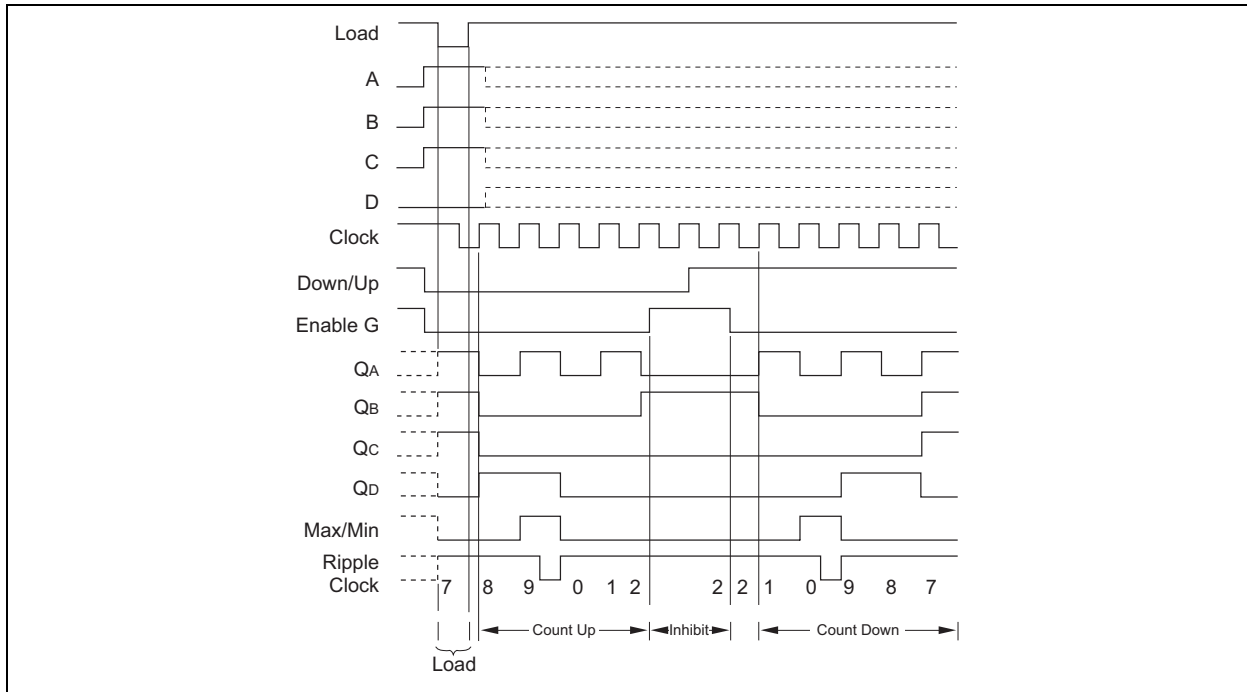 Load
A
B
C
D
Clock
Down/Up
Enable G
QA
QB
QC
QD
Max/Min
Ripple
Clock
7 8 9 0 1 2 2 2 1 0 9 8 7
Count Up Inhibit Count Down
Load